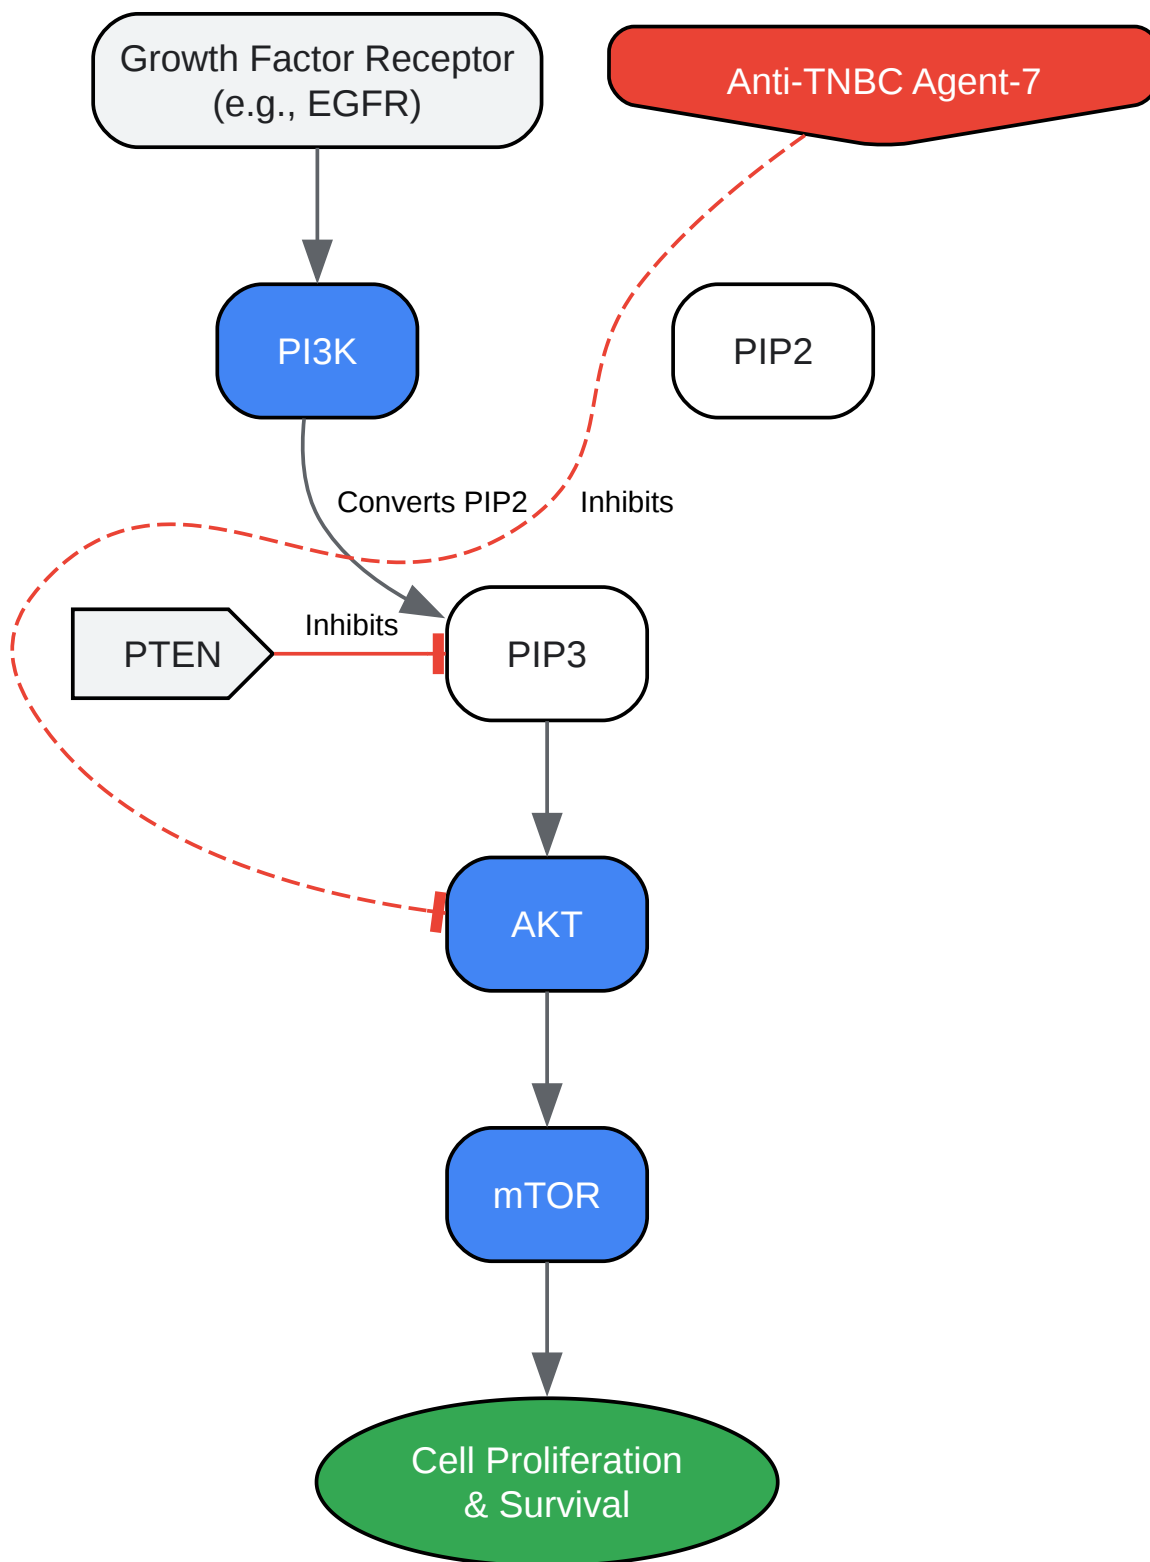 Growth Factor Receptor
(e.g., EGFR)
Anti-TNBC Agent-7
PI3K
PIP2
Converts PIP2
Inhibits
Inhibits
PTEN
PIP3
AKT
mTOR
Cell Proliferation
& Survival